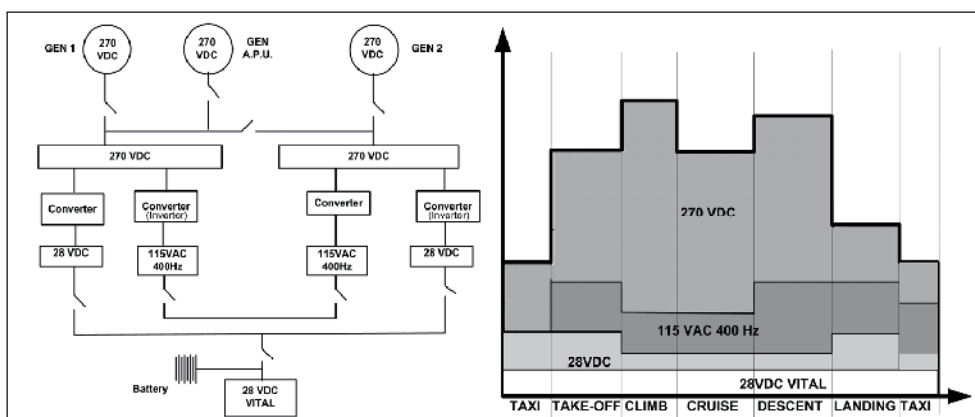 GEN 1
270
VDC
270
VDC
GEN
A.P.U.
GEN 2
270
VDC
270 VDC
270 VDC
Converter
Converter
(Inverter)
Converter
Converter
(Inverter)
28 VDC
115VAC
400Hz
115VAC
400Hz
28 VDC
Battery
28 VDC
VITAL
270 VDC
115 VAC 400 Hz
28VDC
28VDC VITAL
TAXI TAKE-OFF CLIMB CRUISE DESCENT LANDING TAXI